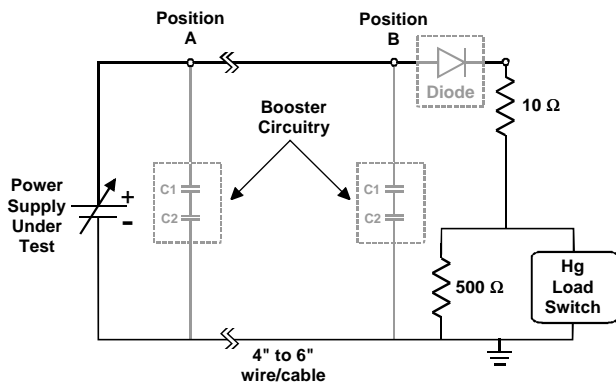 Position
A
Position
B
Diode
10 Ω
Booster
Circuitry
C1
C2
C1
C2
Power
Supply
Under
Test
+
-
500 Ω
Hg
Load
Switch
4" to 6"
wire/cable